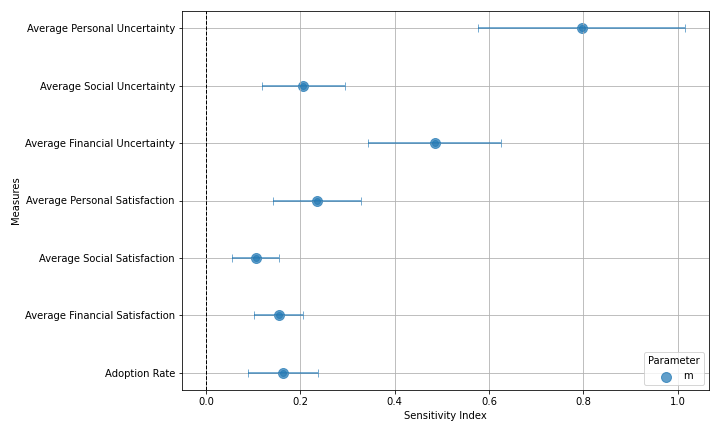 Average Personal Uncertainty
Average Social Uncertainty
Average Financial Uncertainty
Average Personal Satisfaction
Average Social Satisfaction
Average Financial Satisfaction
Adoption Rate
Measures
Parameter
m
0.0 0.2 0.4 0.6 0.8 1.0
Sensitivity Index